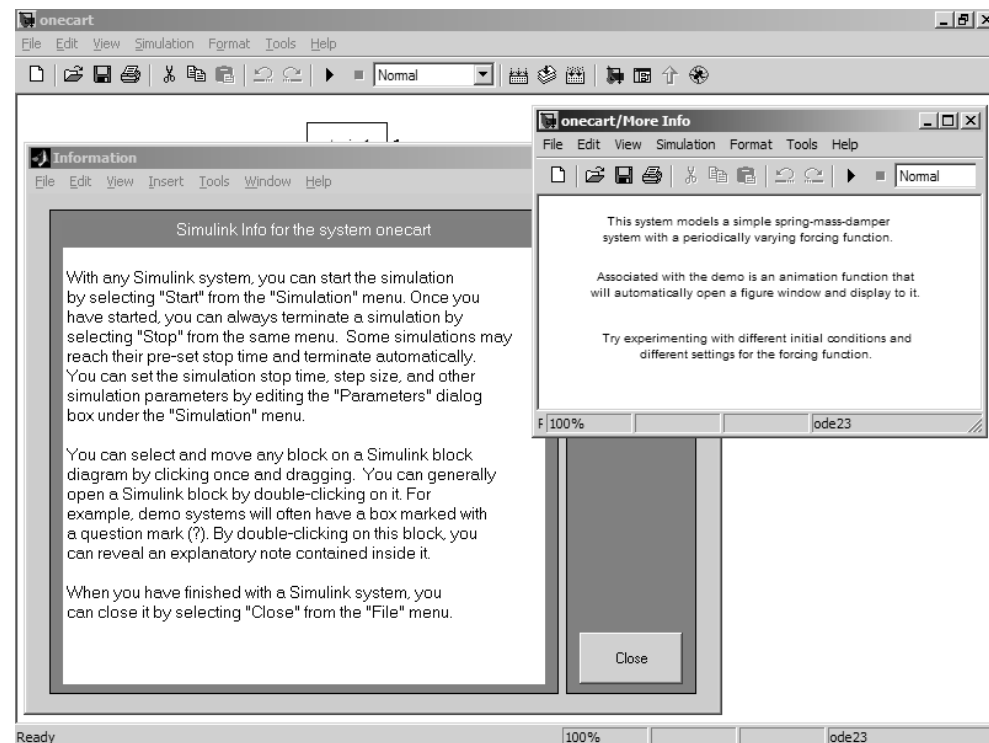 onecart
File Edit View Simulation Format Tools Help
Normal
onecart/More Info
File Edit View Simulation Format Tools Help
Normal
This system models a simple spring-mass-damper
system with a periodically varying forcing function.
Associated with the demo is an animation function that
will automatically open a figure window and display to it.
Try experimenting with different initial conditions and
different settings for the forcing function.
F 100% ode23
Information
File Edit View Insert Tools Window Help
Simulink Info for the system onecart
With any Simulink system, you can start the simulation
by selecting "Start" from the "Simulation" menu. Once you
have started, you can always terminate a simulation by
selecting "Stop" from the same menu. Some simulations may
reach their pre-set stop time and terminate automatically.
You can set the simulation stop time, step size, and other
simulation parameters by editing the "Parameters" dialog
box under the "Simulation" menu.
You can select and move any block on a Simulink block
diagram by clicking once and dragging. You can generally
open a Simulink block by double-clicking on it. For
example, demo systems will often have a box marked with
a question mark (?). By double-clicking on this block, you
can reveal an explanatory note contained inside it.
When you have finished with a Simulink system, you
can close it by selecting "Close" from the "File" menu.
Close
Ready 100% ode23